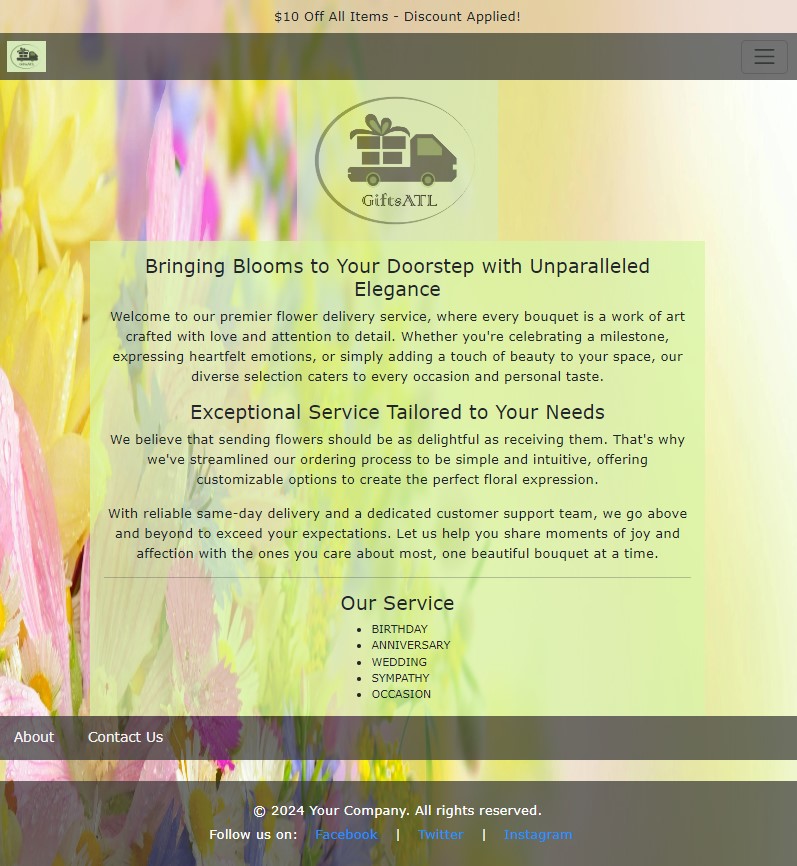 $10 Off All Items - Discount Applied!
GiftsATL
Bringing Blooms to Your Doorstep with Unparalleled
Elegance
Welcome to our premier flower delivery service, where every bouquet is a work of art
crafted with love and attention to detail. Whether you're celebrating a milestone,
expressing heartfelt emotions, or simply adding a touch of beauty to your space, our
diverse selection caters to every occasion and personal taste.
Exceptional Service Tailored to Your Needs
We believe that sending flowers should be as delightful as receiving them. That's why
we've streamlined our ordering process to be simple and intuitive, offering
customizable options to create the perfect floral expression.
With reliable same-day delivery and a dedicated customer support team, we go above
and beyond to exceed your expectations. Let us help you share moments of joy and
affection with the ones you care about most, one beautiful bouquet at a time.
Our Service
• BIRTHDAY
• ANNIVERSARY
• WEDDING
• SYMPATHY
• OCCASION
About Contact Us
© 2024 Your Company. All rights reserved.
Follow us on: Facebook | Twitter | Instagram